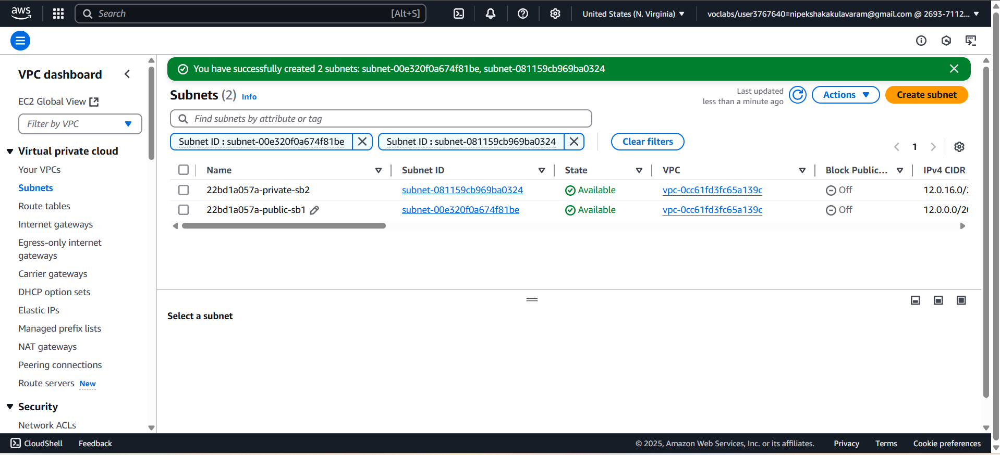 aws
Search [Alt+S]
United States (N. Virginia)
voclabs/user3767640=nipekshakakulavaram@gmail.com @ 2693-7112...
VPC dashboard
EC2 Global View
Filter by VPC
Virtual private cloud
Your VPCs
Subnets
Route tables
Internet gateways
Egress-only internet
gateways
Carrier gateways
DHCP option sets
Elastic IPs
Managed prefix lists
NAT gateways
Peering connections
Route servers New
Security
Network ACLs
You have successfully created 2 subnets: subnet-00e320f0a674f81be, subnet-081159cb969ba0324
Subnets (2) Info
Last updated
less than a minute ago
Actions
Create subnet
Find subnets by attribute or tag
Subnet ID : subnet-00e320f0a674f81be
Subnet ID : subnet-081159cb969ba0324
Clear filters
1
Name Subnet ID State VPC Block Public... IPv4 CIDR
22bd1a057a-private-sb2 subnet-081159cb969ba0324 Available vpc-0cc61fd3fc65a139c Off 12.0.16.0/
22bd1a057a-public-sb1 subnet-00e320f0a674f81be Available vpc-0cc61fd3fc65a139c Off 12.0.0.0/20
Select a subnet
CloudShell Feedback
© 2025, Amazon Web Services, Inc. or its affiliates. Privacy Terms Cookie preferences